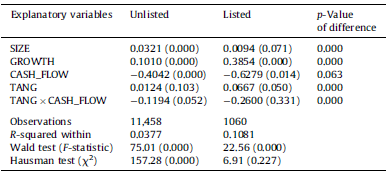 Explanatory variables Unlisted Listed p-Value
of difference
SIZE 0.0321 (0.000) 0.0094 (0.071) 0.000
GROWTH 0.1010 (0.000) 0.3854 (0.000) 0.000
CASH_FLOW −0.4042 (0.000) −0.6279 (0.014) 0.063
TANG 0.0124 (0.103) 0.0667 (0.050) 0.000
TANG × CASH_FLOW −0.1194 (0.052) −0.2600 (0.331) 0.000
Observations 11,458 1060
R-squared within 0.0377 0.1081
Wald test (F-statistic) 75.01 (0.000) 22.56 (0.000)
Hausman test (χ²) 157.28 (0.000) 6.91 (0.227)